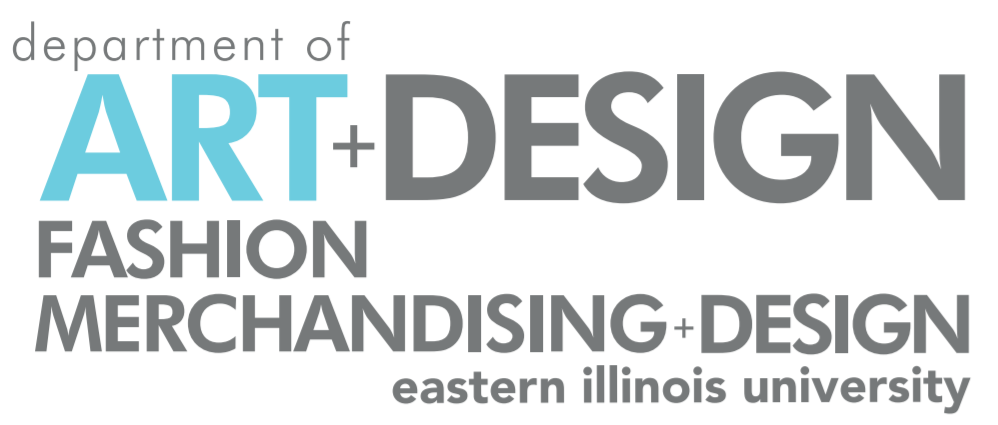 department of
ART+DESIGN
FASHION
MERCHANDISING+DESIGN
eastern illinois university